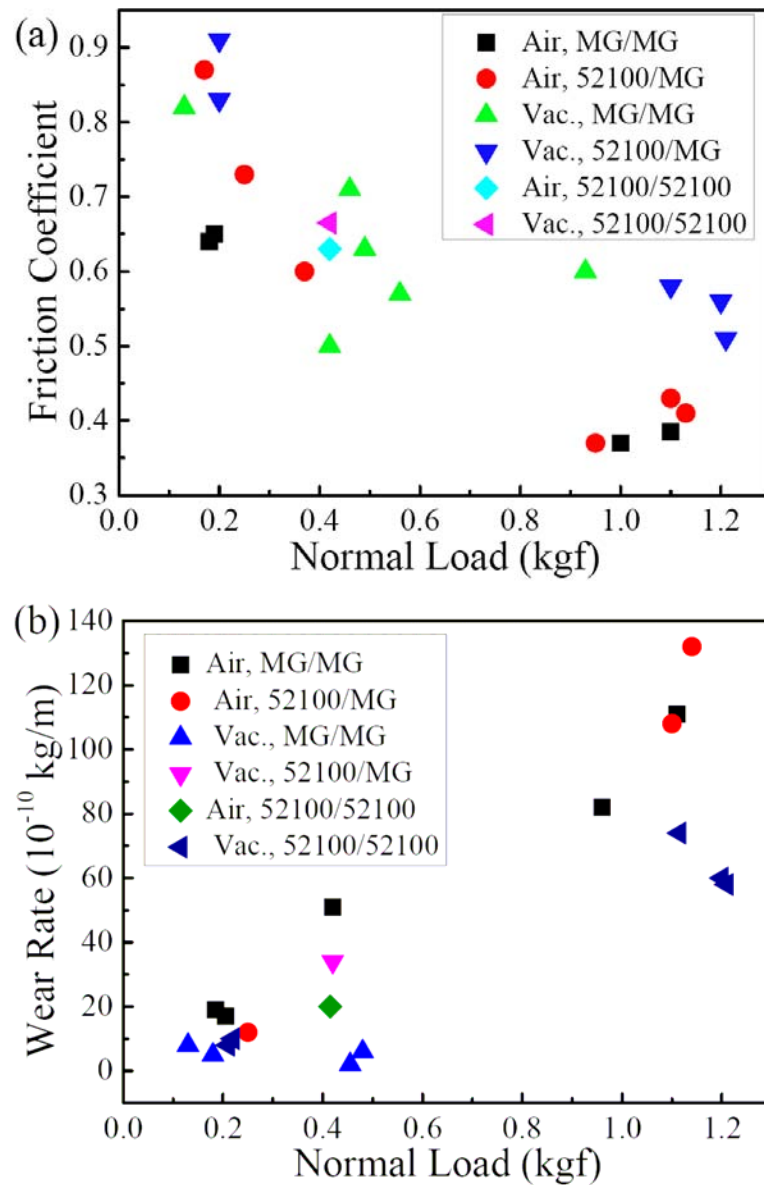 (a)
0.9
0.8
0.7
0.6
0.5
0.4
0.3
Friction Coefficient
Air, MG/MG
Air, 52100/MG
Vac., MG/MG
Vac., 52100/MG
Air, 52100/52100
Vac., 52100/52100
0.0 0.2 0.4 0.6 0.8 1.0 1.2
Normal Load (kgf)
(b)
140
120
100
80
60
40
20
0
Wear Rate (10⁻¹⁰ kg/m)
Air, MG/MG
Air, 52100/MG
Vac., MG/MG
Vac., 52100/MG
Air, 52100/52100
Vac., 52100/52100
0.0 0.2 0.4 0.6 0.8 1.0 1.2
Normal Load (kgf)